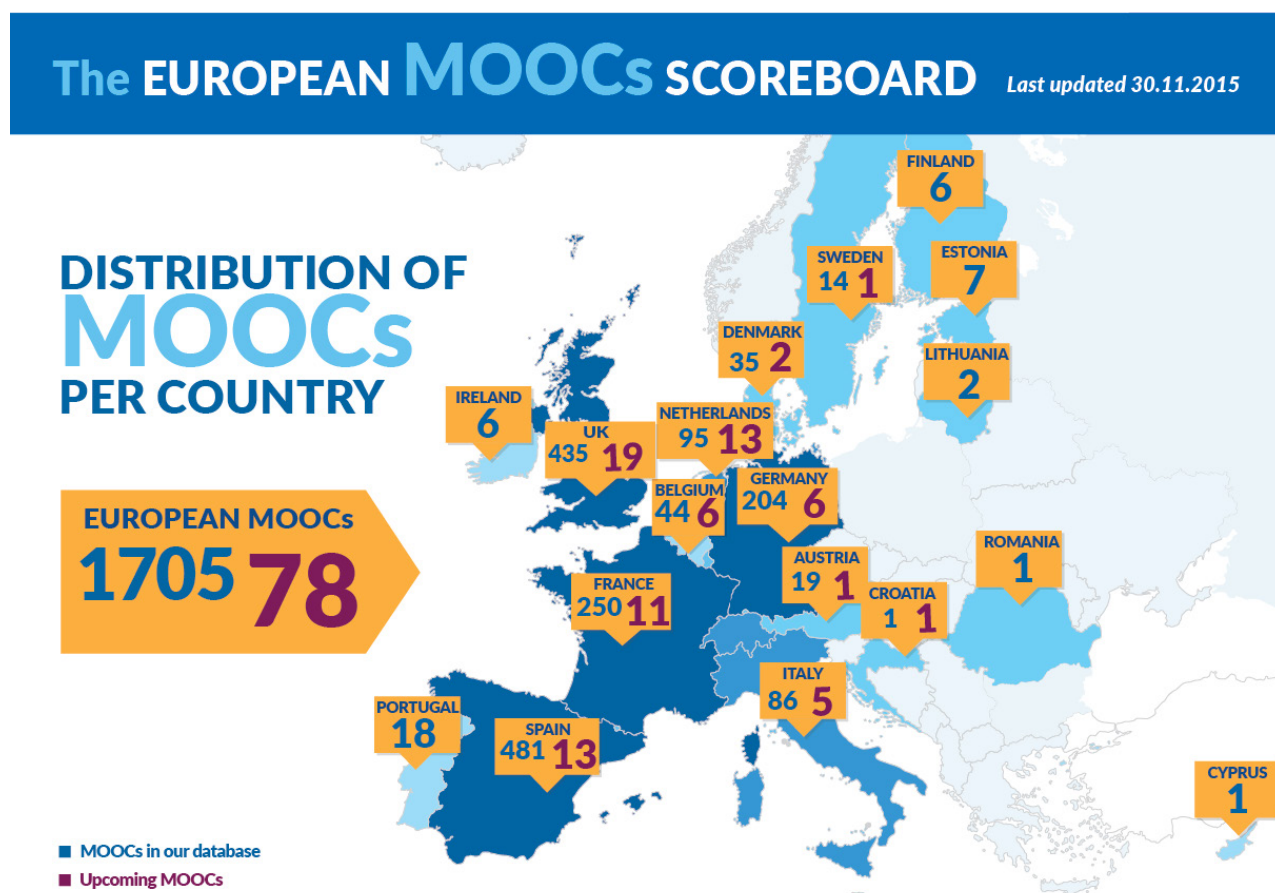 The EUROPEAN MOOCs SCOREBOARD Last updated 30.11.2015
DISTRIBUTION OF
MOOCs
PER COUNTRY
EUROPEAN MOOCs
1705 78
FINLAND
6
SWEDEN
14 1
ESTONIA
7
DENMARK
35 2
LITHUANIA
2
IRELAND
6
UK
435 19
NETHERLANDS
95 13
BELGIUM
44 6
GERMANY
204 6
FRANCE
250 11
AUSTRIA
19 1
CROATIA
1 1
ROMANIA
1
ITALY
86 5
PORTUGAL
18
SPAIN
481 13
CYPRUS
1
MOOCs in our database
Upcoming MOOCs